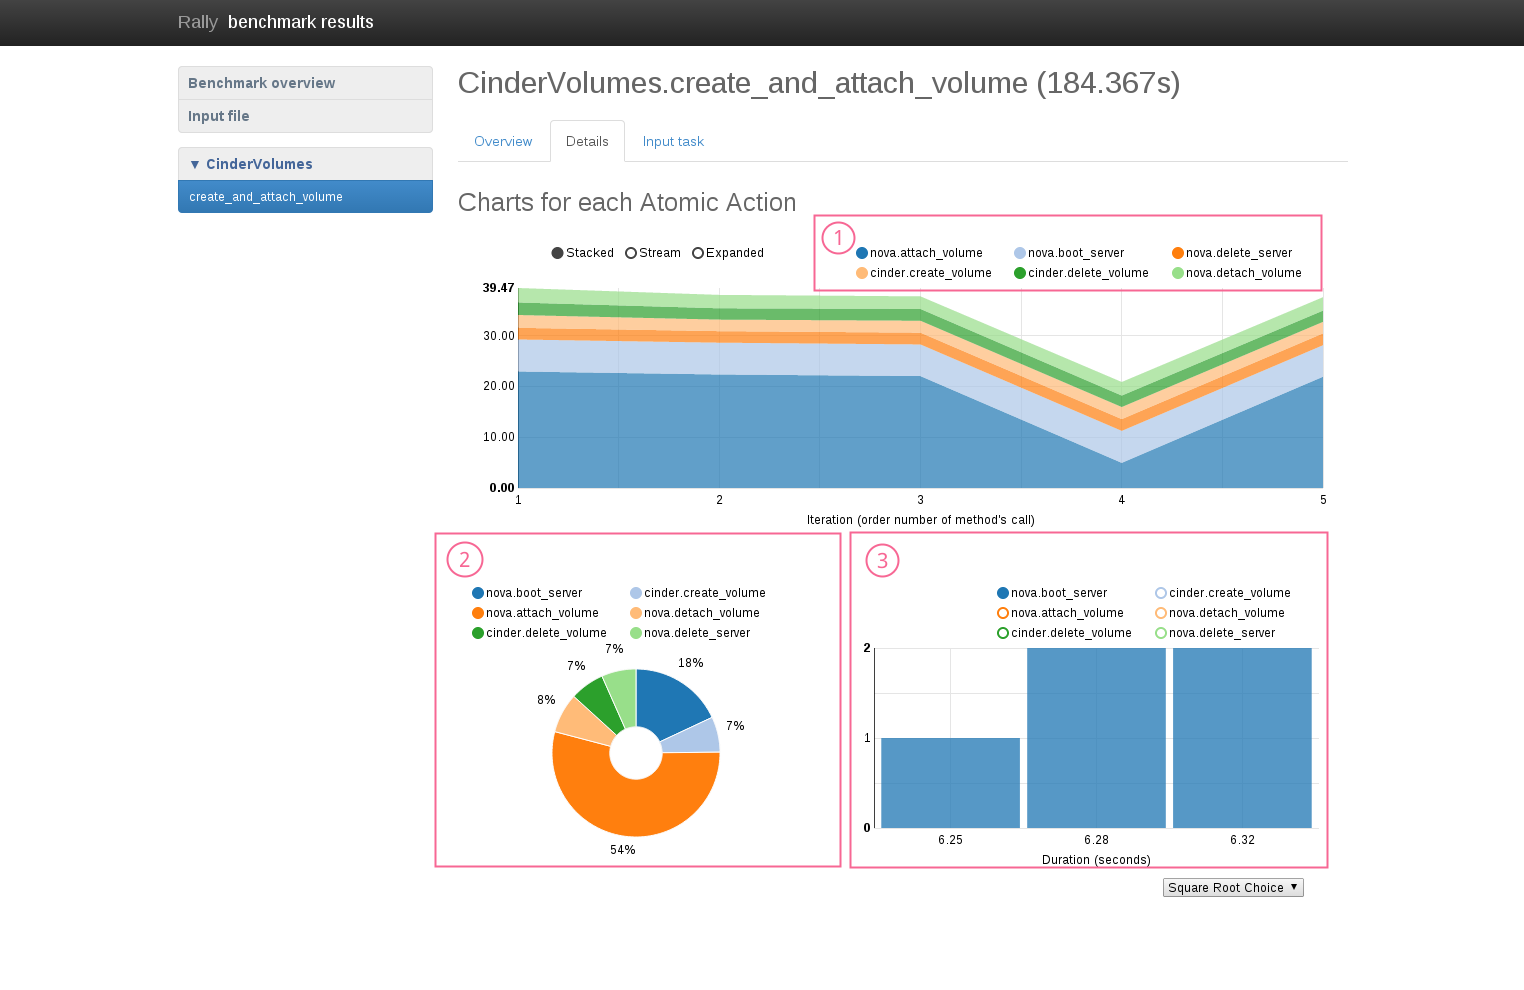 Rally benchmark results
Benchmark overview
Input file
▼ CinderVolumes
create_and_attach_volume
CinderVolumes.create_and_attach_volume (184.367s)
Overview Details Input task
Charts for each Atomic Action
1
Stacked Stream Expanded
nova.attach_volume nova.boot_server nova.delete_server
cinder.create_volume cinder.delete_volume nova.detach_volume
39.47
30.00
20.00
10.00
0.00
1 2 3 4 5
Iteration (order number of method's call)
2
nova.boot_server cinder.create_volume
nova.attach_volume nova.detach_volume
cinder.delete_volume nova.delete_server
7%
7% 18%
8%
7%
54%
3
nova.boot_server cinder.create_volume
nova.attach_volume nova.detach_volume
cinder.delete_volume nova.delete_server
2
1
0
6.25 6.28 6.32
Duration (seconds)
Square Root Choice ▼